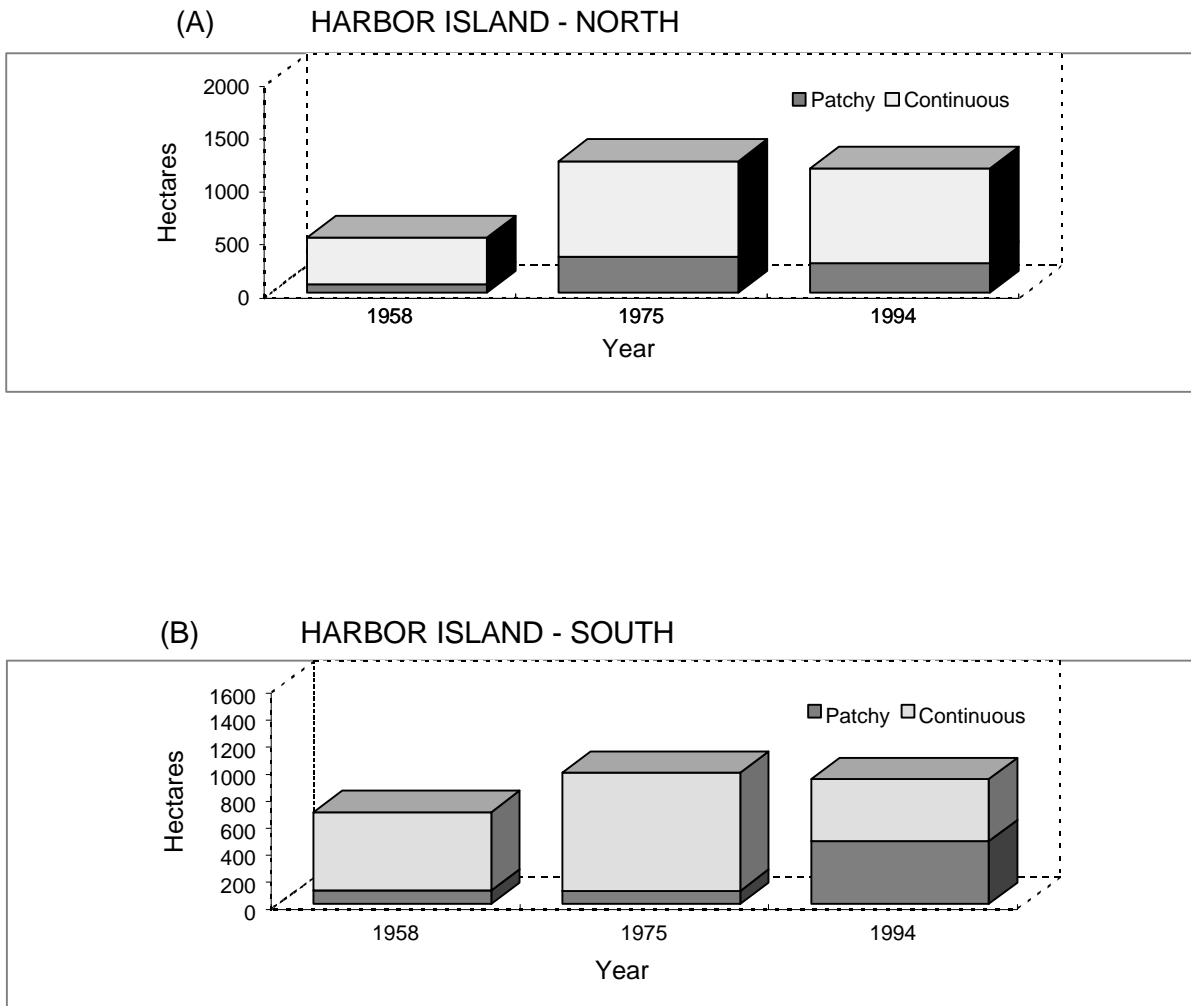 (A) HARBOR ISLAND - NORTH
2000
Patchy Continuous
1500
1000
500
0
Hectares
1958 1975 1994
Year
(B) HARBOR ISLAND - SOUTH
1600
1400
Patchy Continuous
1200
1000
800
600
400
200
0
Hectares
1958 1975 1994
Year